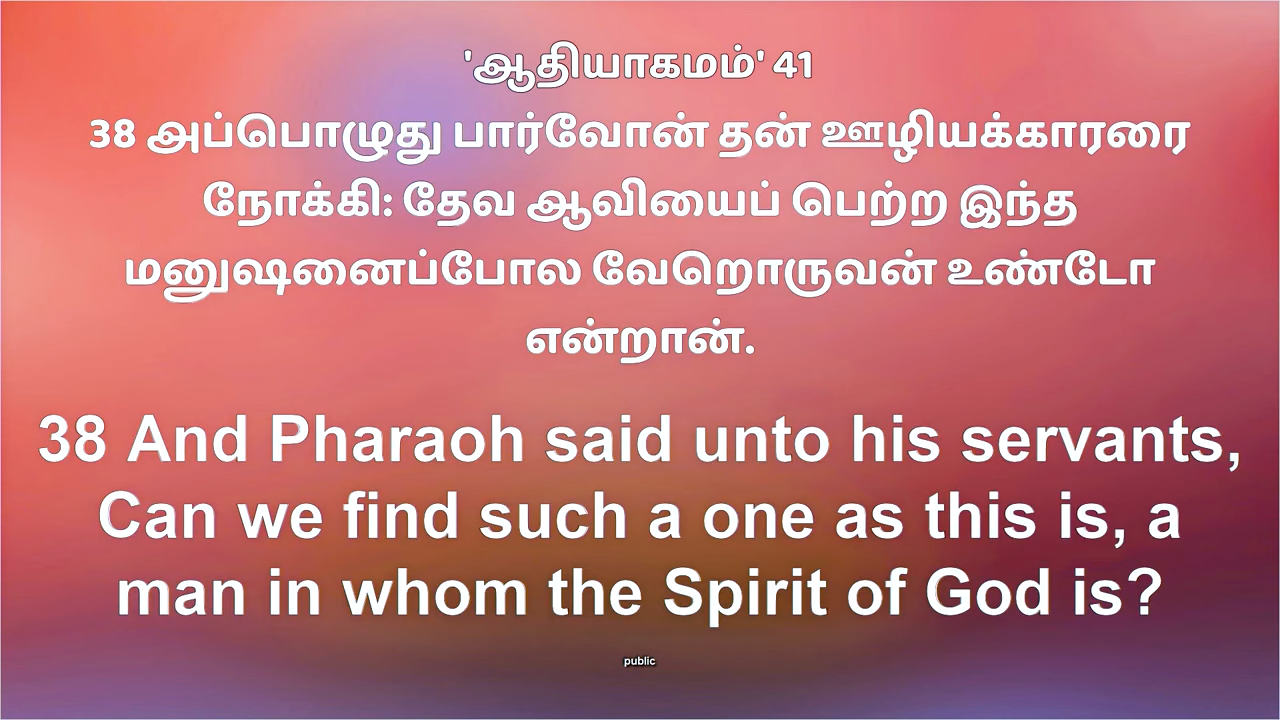 'ஆதியாகமம்' 41
38 அப்பொழுது பார்வோன் தன் ஊழியக்காரரை
நோக்கி: தேவ ஆவியைப் பெற்ற இந்த
மனுஷனைப்போல வேறொருவன் உண்டோ
என்றான்.
38 And Pharaoh said unto his servants,
Can we find such a one as this is, a
man in whom the Spirit of God is?
public